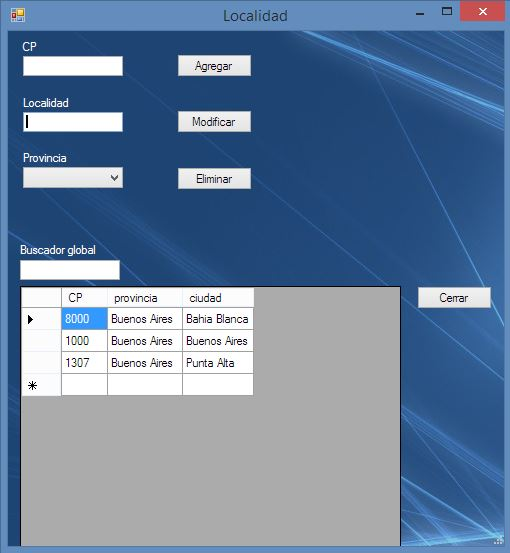 Localidad
CP
Agregar
Localidad
Modificar
Provincia
Eliminar
Buscador global
CP provincia ciudad
Cerrar
8000 Buenos Aires Bahia Blanca
1000 Buenos Aires Buenos Aires
1307 Buenos Aires Punta Alta